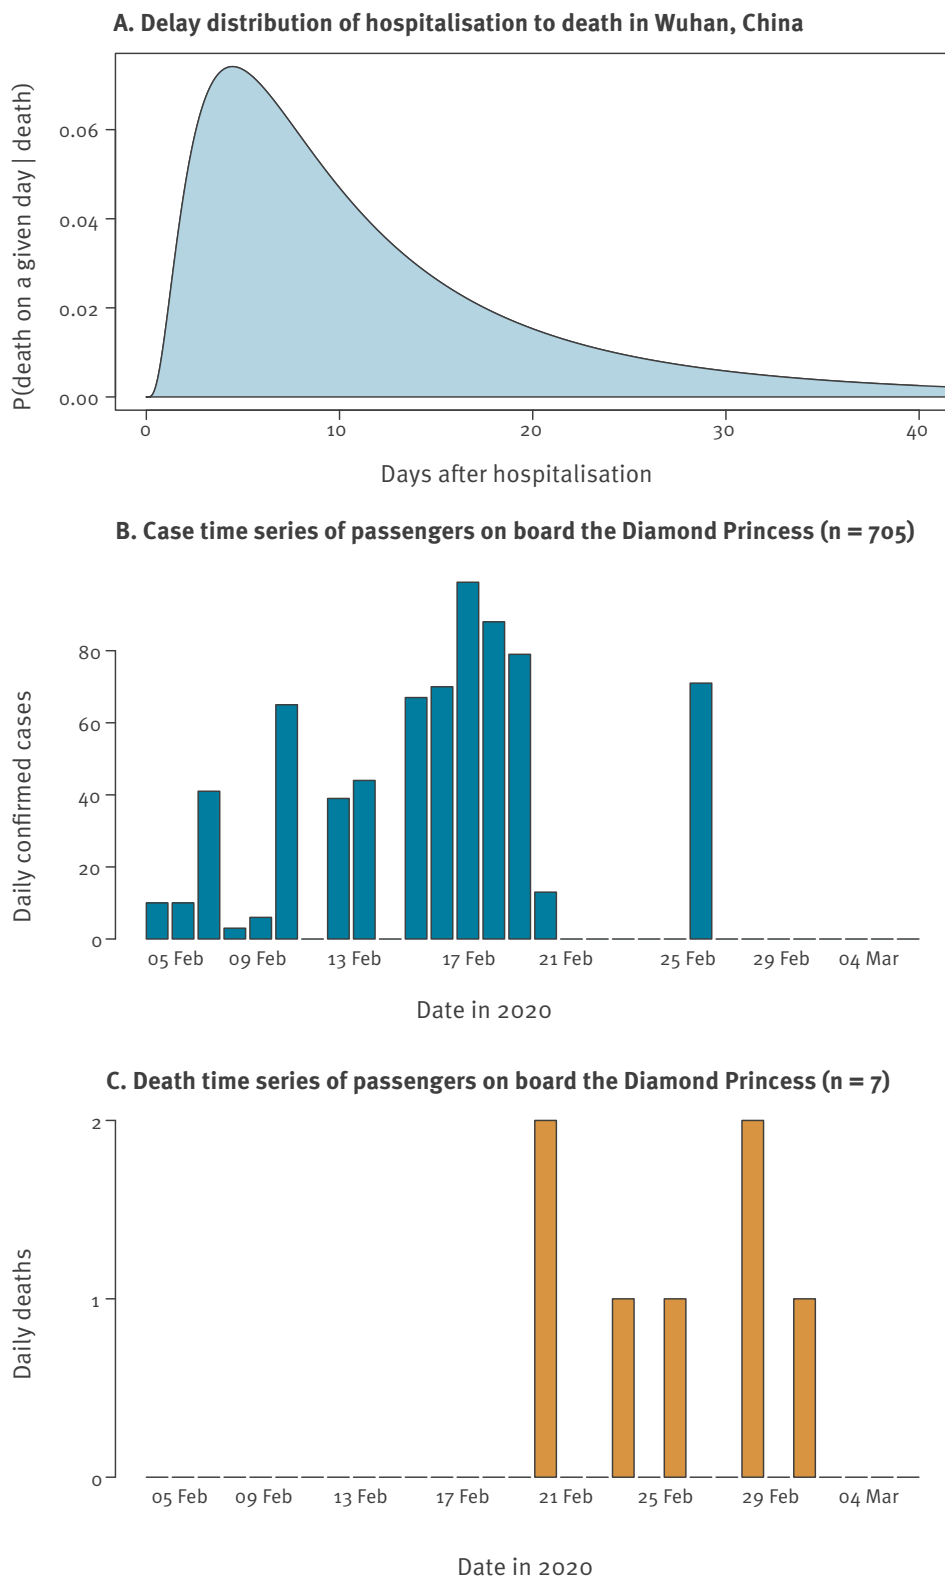 A. Delay distribution of hospitalisation to death in Wuhan, China
P(death on a given day | death)
0.06
0.04
0.02
0.00
0 10 20 30 40
Days after hospitalisation
B. Case time series of passengers on board the Diamond Princess (n = 705)
Daily confirmed cases
80
60
40
20
0
05 Feb 09 Feb 13 Feb 17 Feb 21 Feb 25 Feb 29 Feb 04 Mar
Date in 2020
C. Death time series of passengers on board the Diamond Princess (n = 7)
Daily deaths
2
1
0
05 Feb 09 Feb 13 Feb 17 Feb 21 Feb 25 Feb 29 Feb 04 Mar
Date in 2020